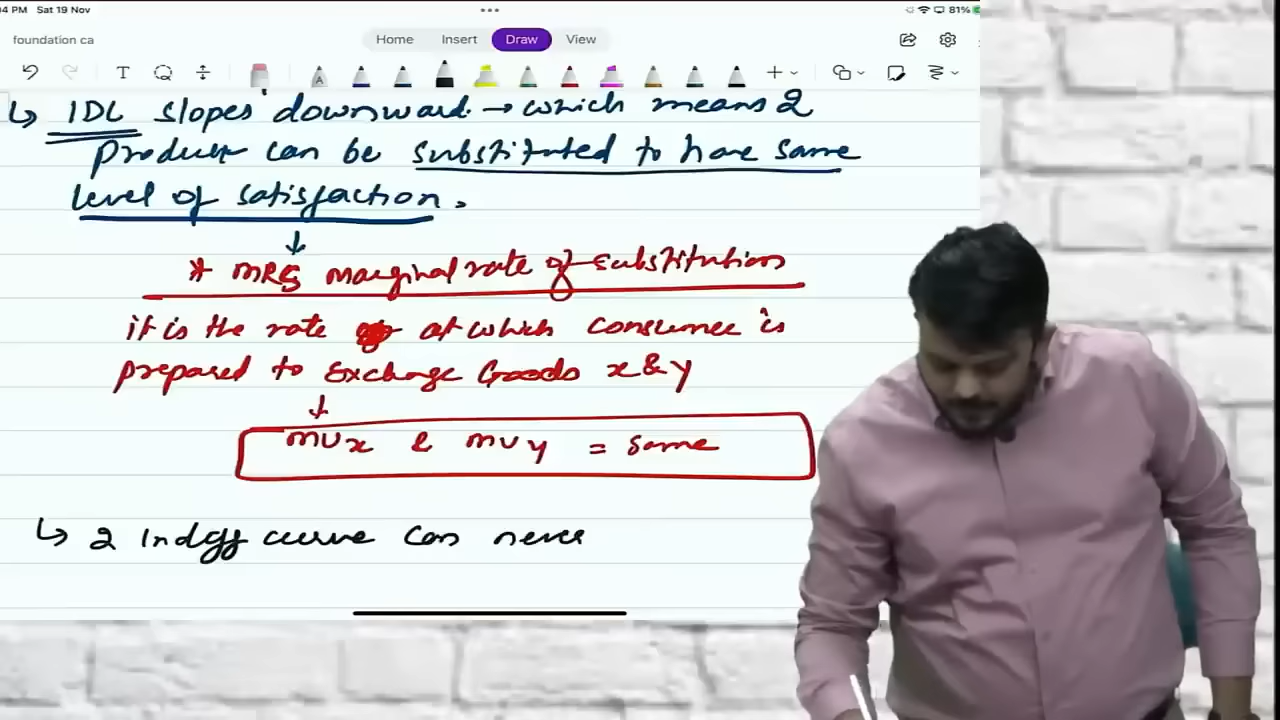 4 PM Sat 19 Nov
81%
foundation ca
Home Insert Draw View
↳ IDC slopes downward → which means 2
Product can be substituted to have same
level of satisfaction.
↓
* MRS marginal rate of substitution
it is the rate at which consumer is
prepared to Exchange Goods x & y
↓
MUx & MUy = same
↳ 2 Indiff curve can never